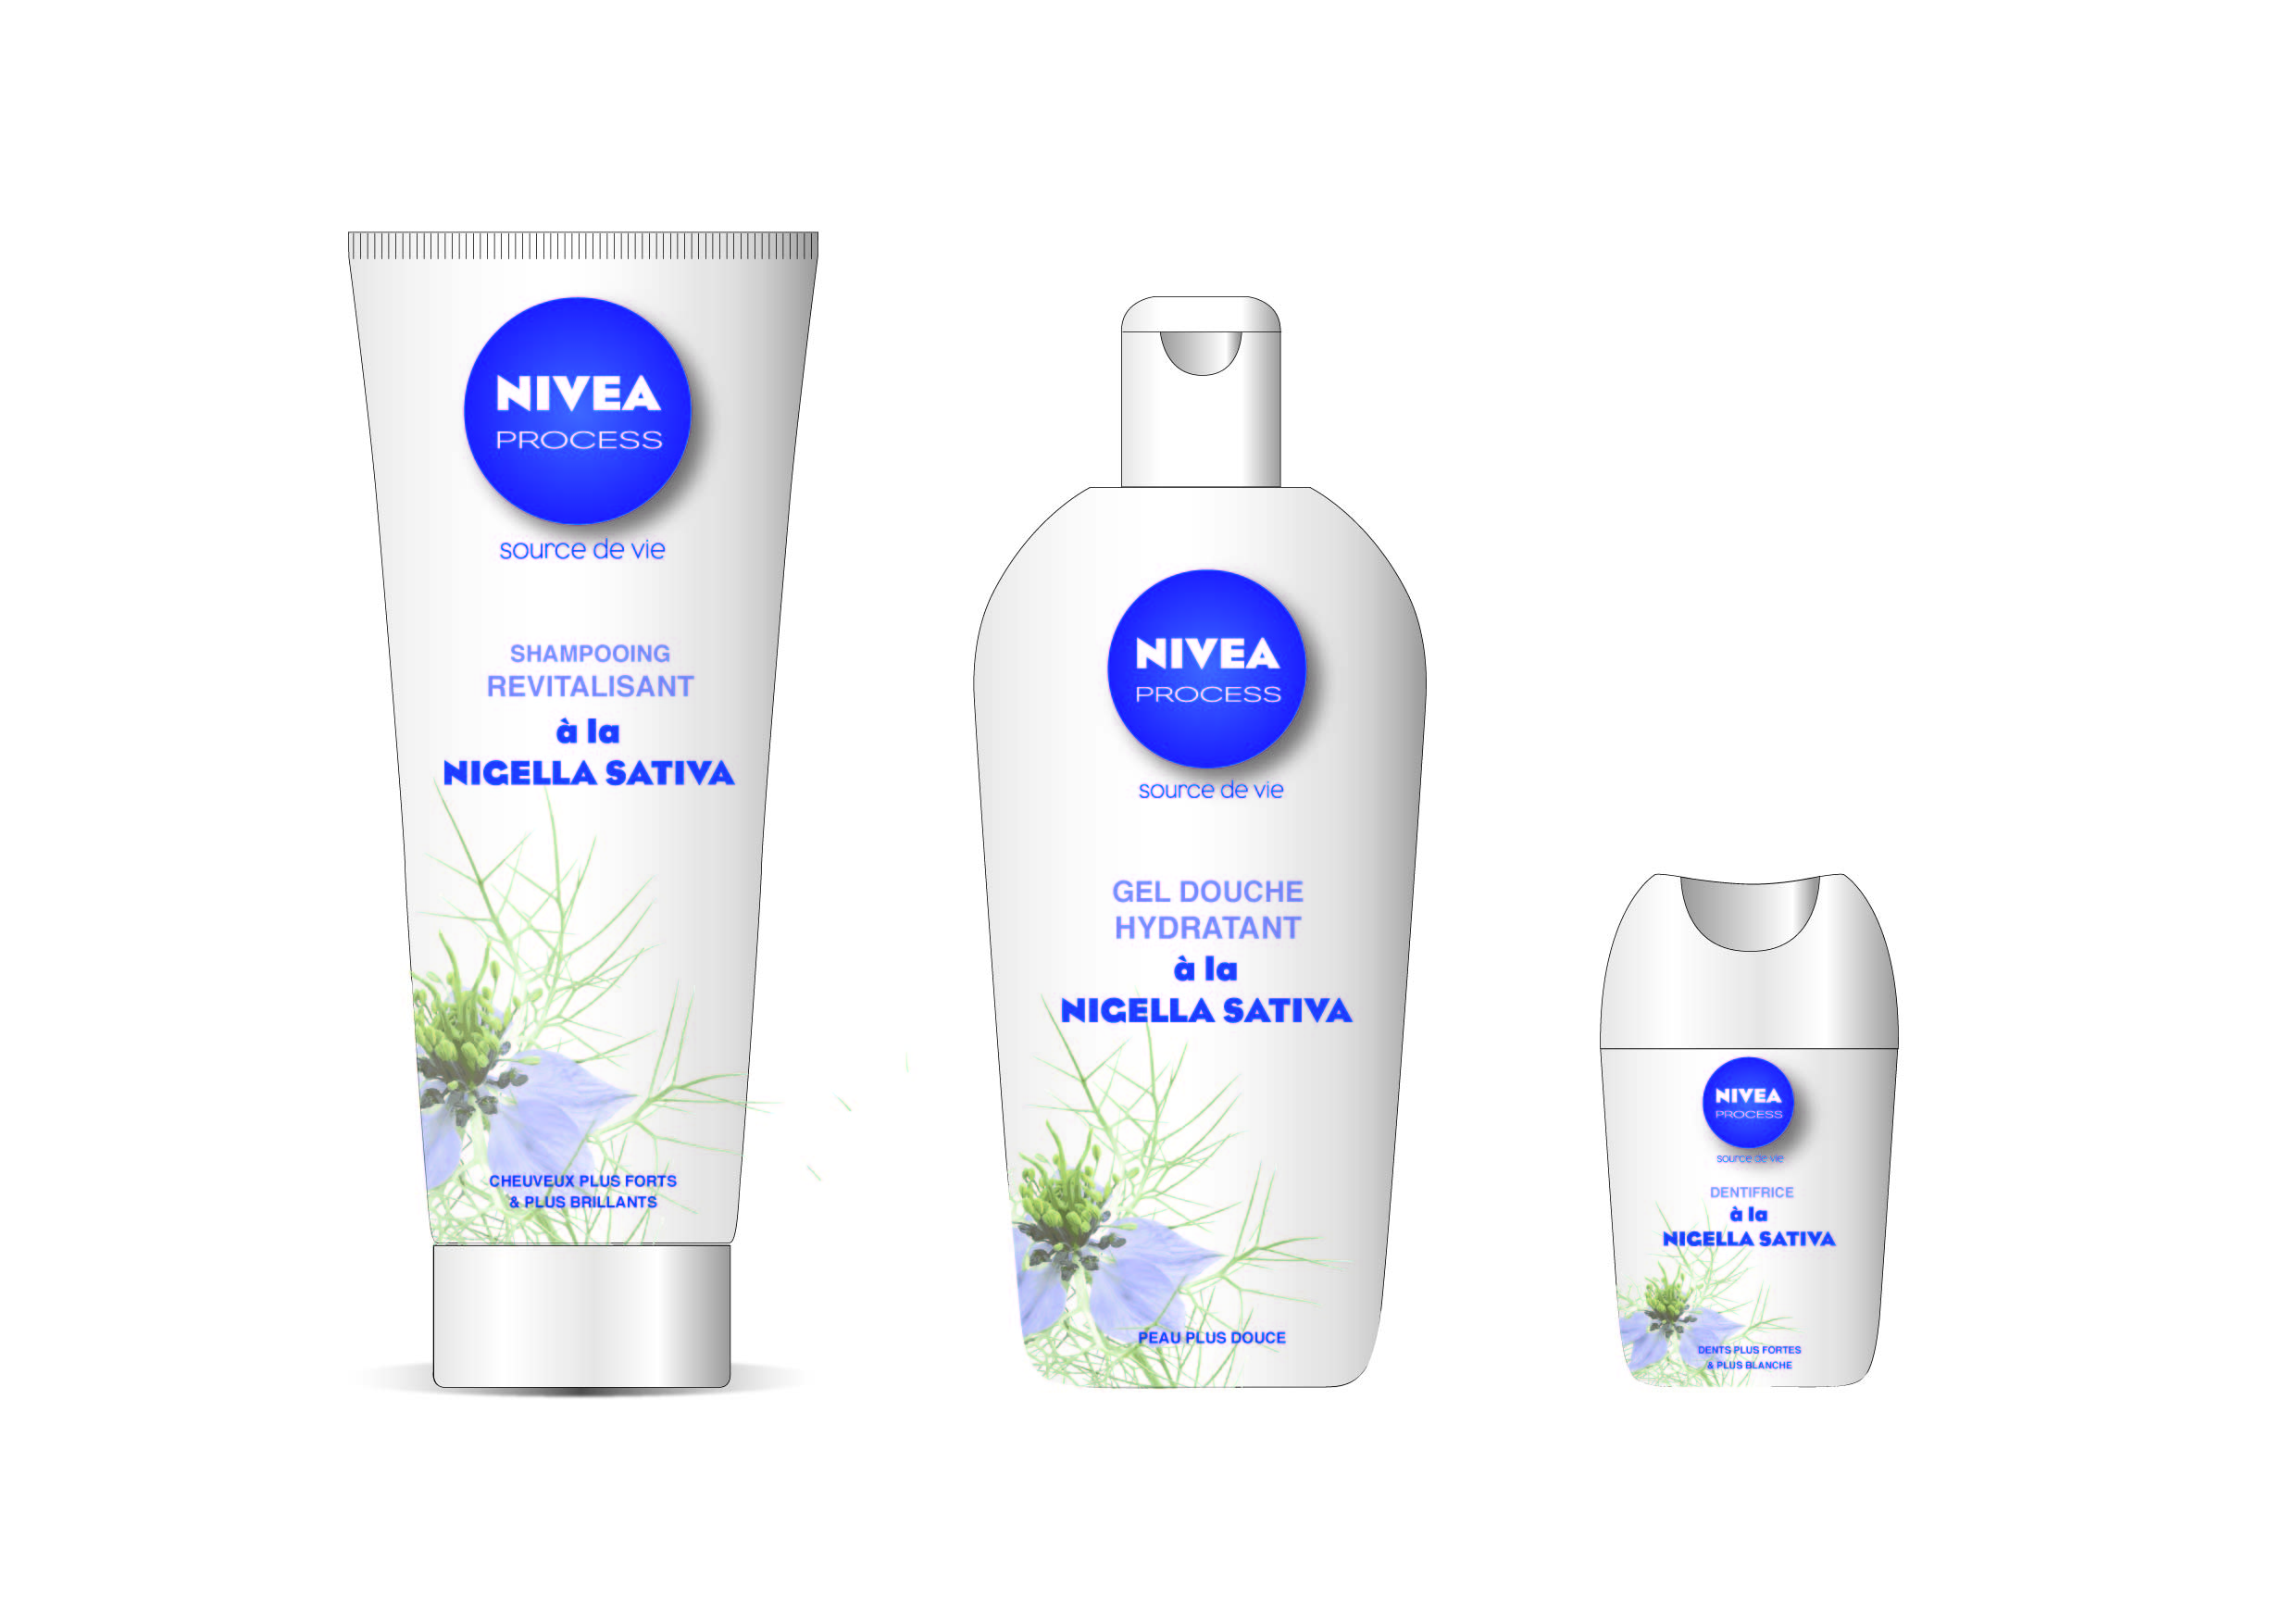 NIVEA
PROCESS
source de vie
SHAMPOOING
REVITALISANT
à la
NIGELLA SATIVA
CHEUVEUX PLUS FORTS
& PLUS BRILLANTS
NIVEA
PROCESS
source de vie
GEL DOUCHE
HYDRATANT
à la
NIGELLA SATIVA
PEAU PLUS DOUCE
NIVEA
PROCESS
source de vie
DENTIFRICE
à la
NIGELLA SATIVA
DENTS PLUS FORTES
& PLUS BLANCHE